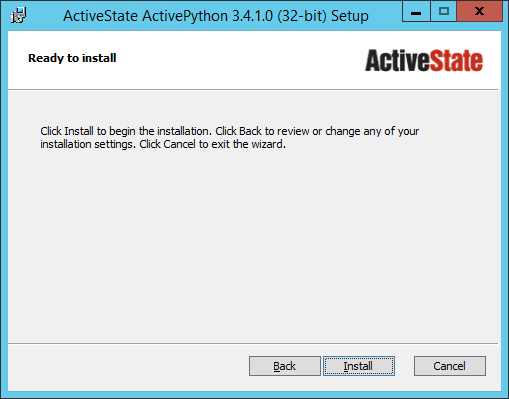 ActiveState ActivePython 3.4.1.0 (32-bit) Setup
Ready to install
ActiveState
Click Install to begin the installation. Click Back to review or change any of your
installation settings. Click Cancel to exit the wizard.
Back Install Cancel